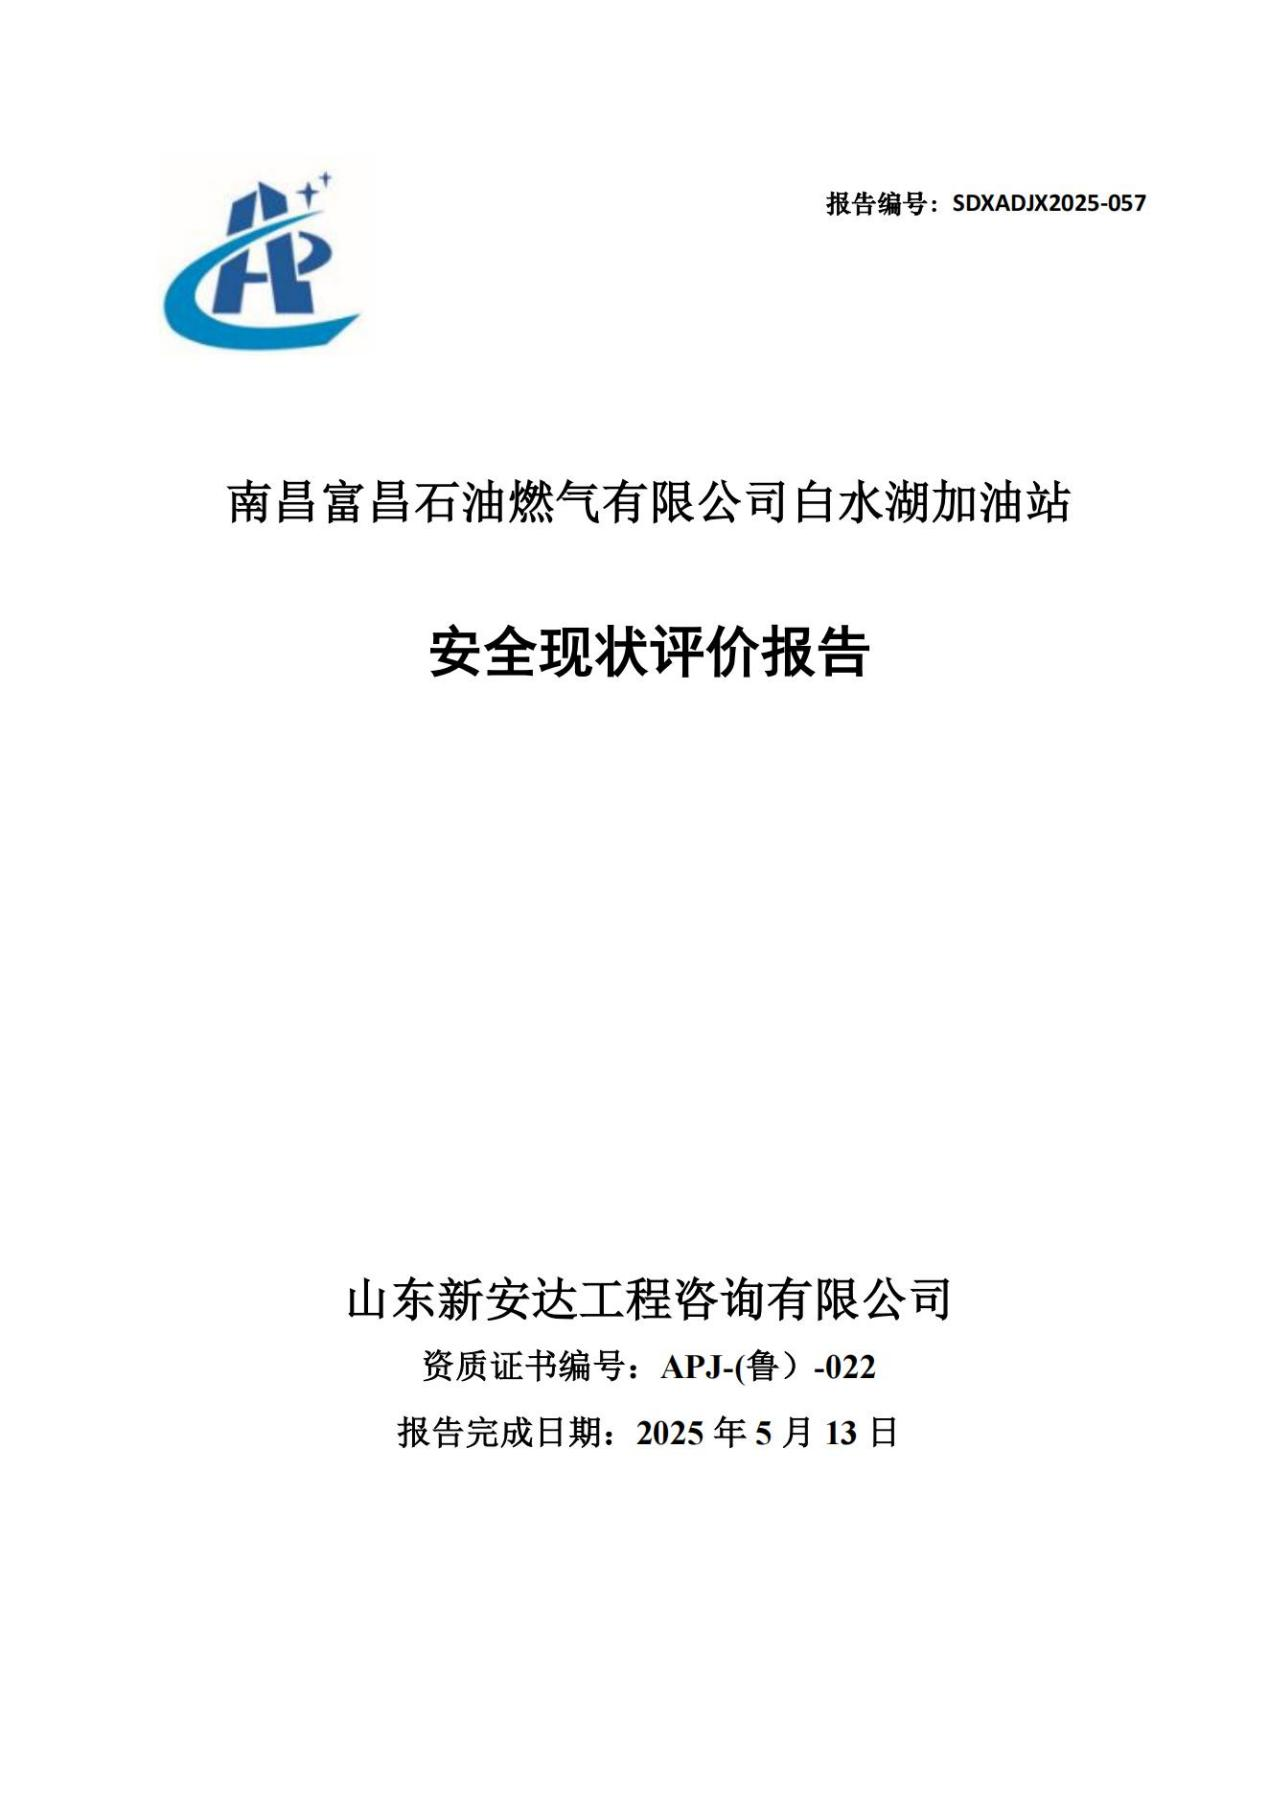 报告编号：SDXADJX2025-057
南昌富昌石油燃气有限公司白水湖加油站
安全现状评价报告
山东新安达工程咨询有限公司
资质证书编号：APJ-(鲁）-022
报告完成日期：2025 年 5 月 13 日